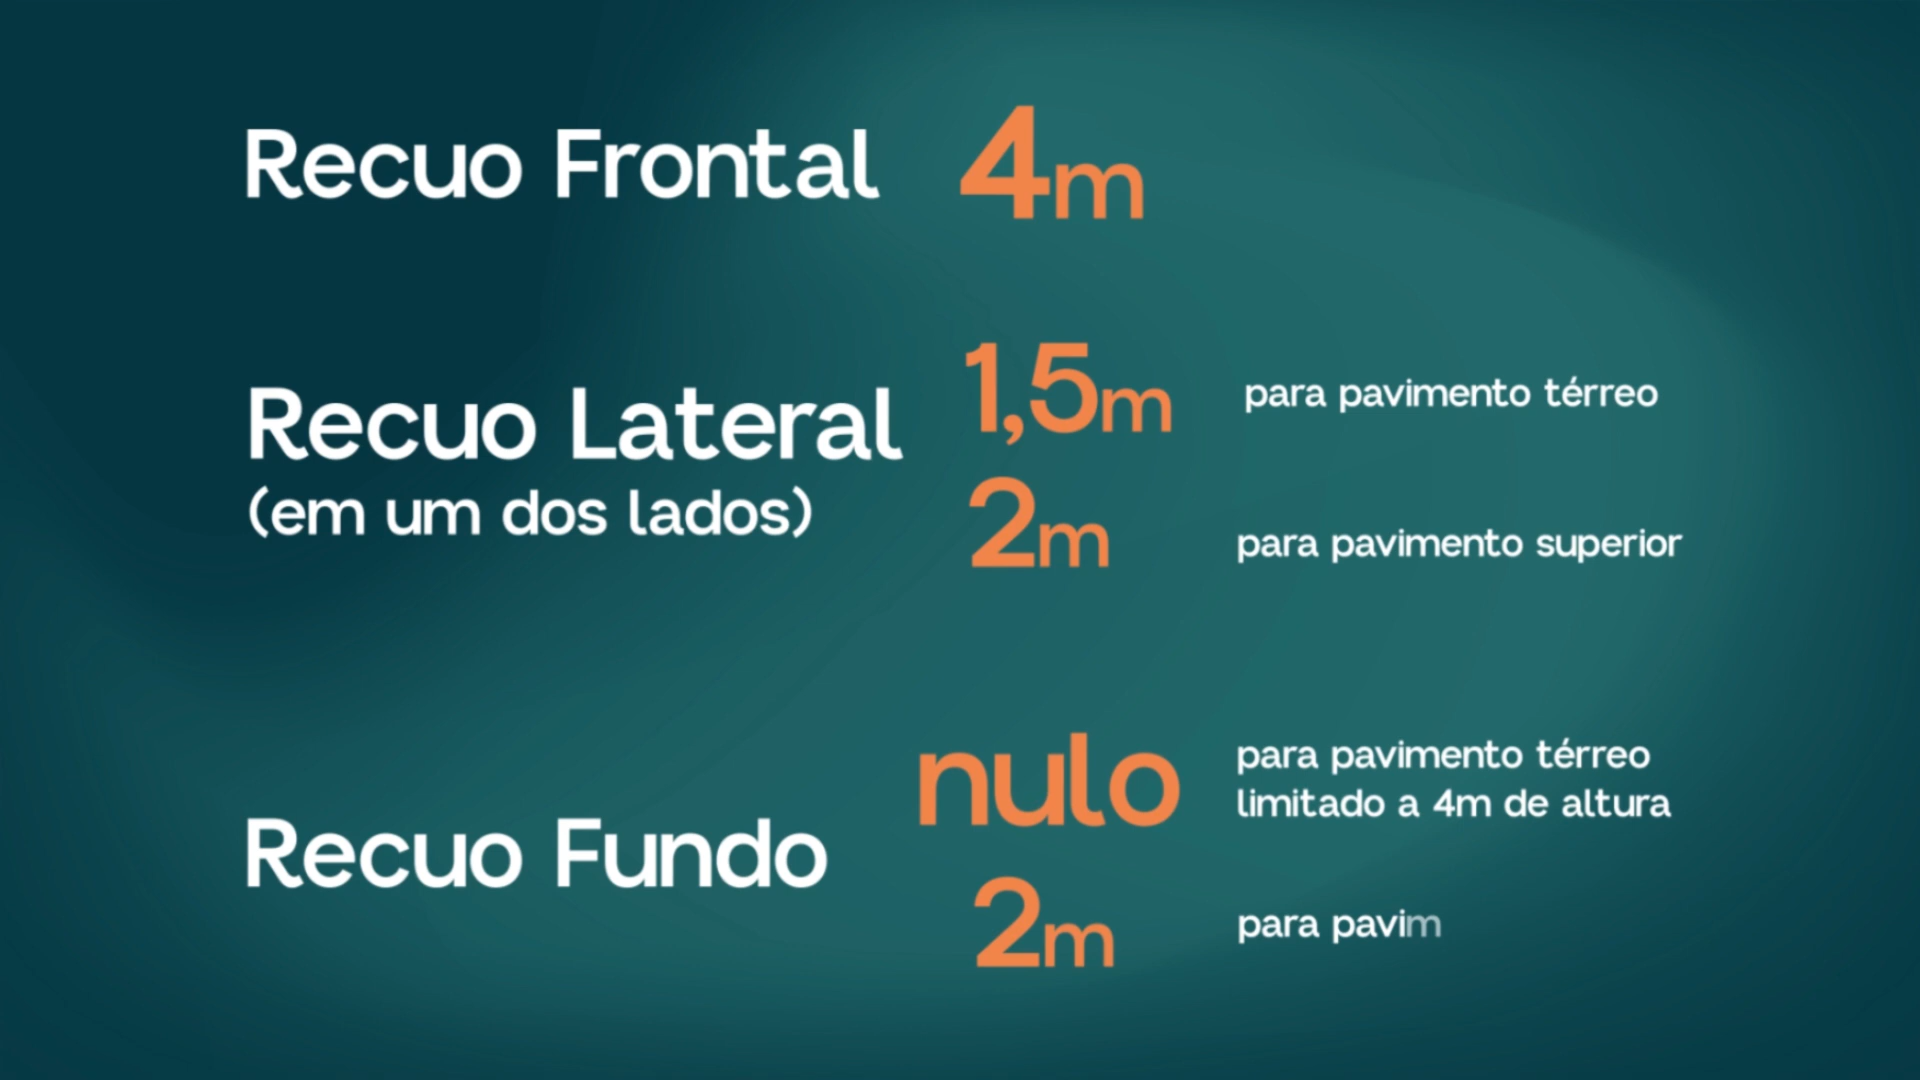 Recuo Frontal 4m
Recuo Lateral
(em um dos lados)
1,5m para pavimento térreo
2m para pavimento superior
Recuo Fundo
nulo para pavimento térreo
limitado a 4m de altura
2m para pavim